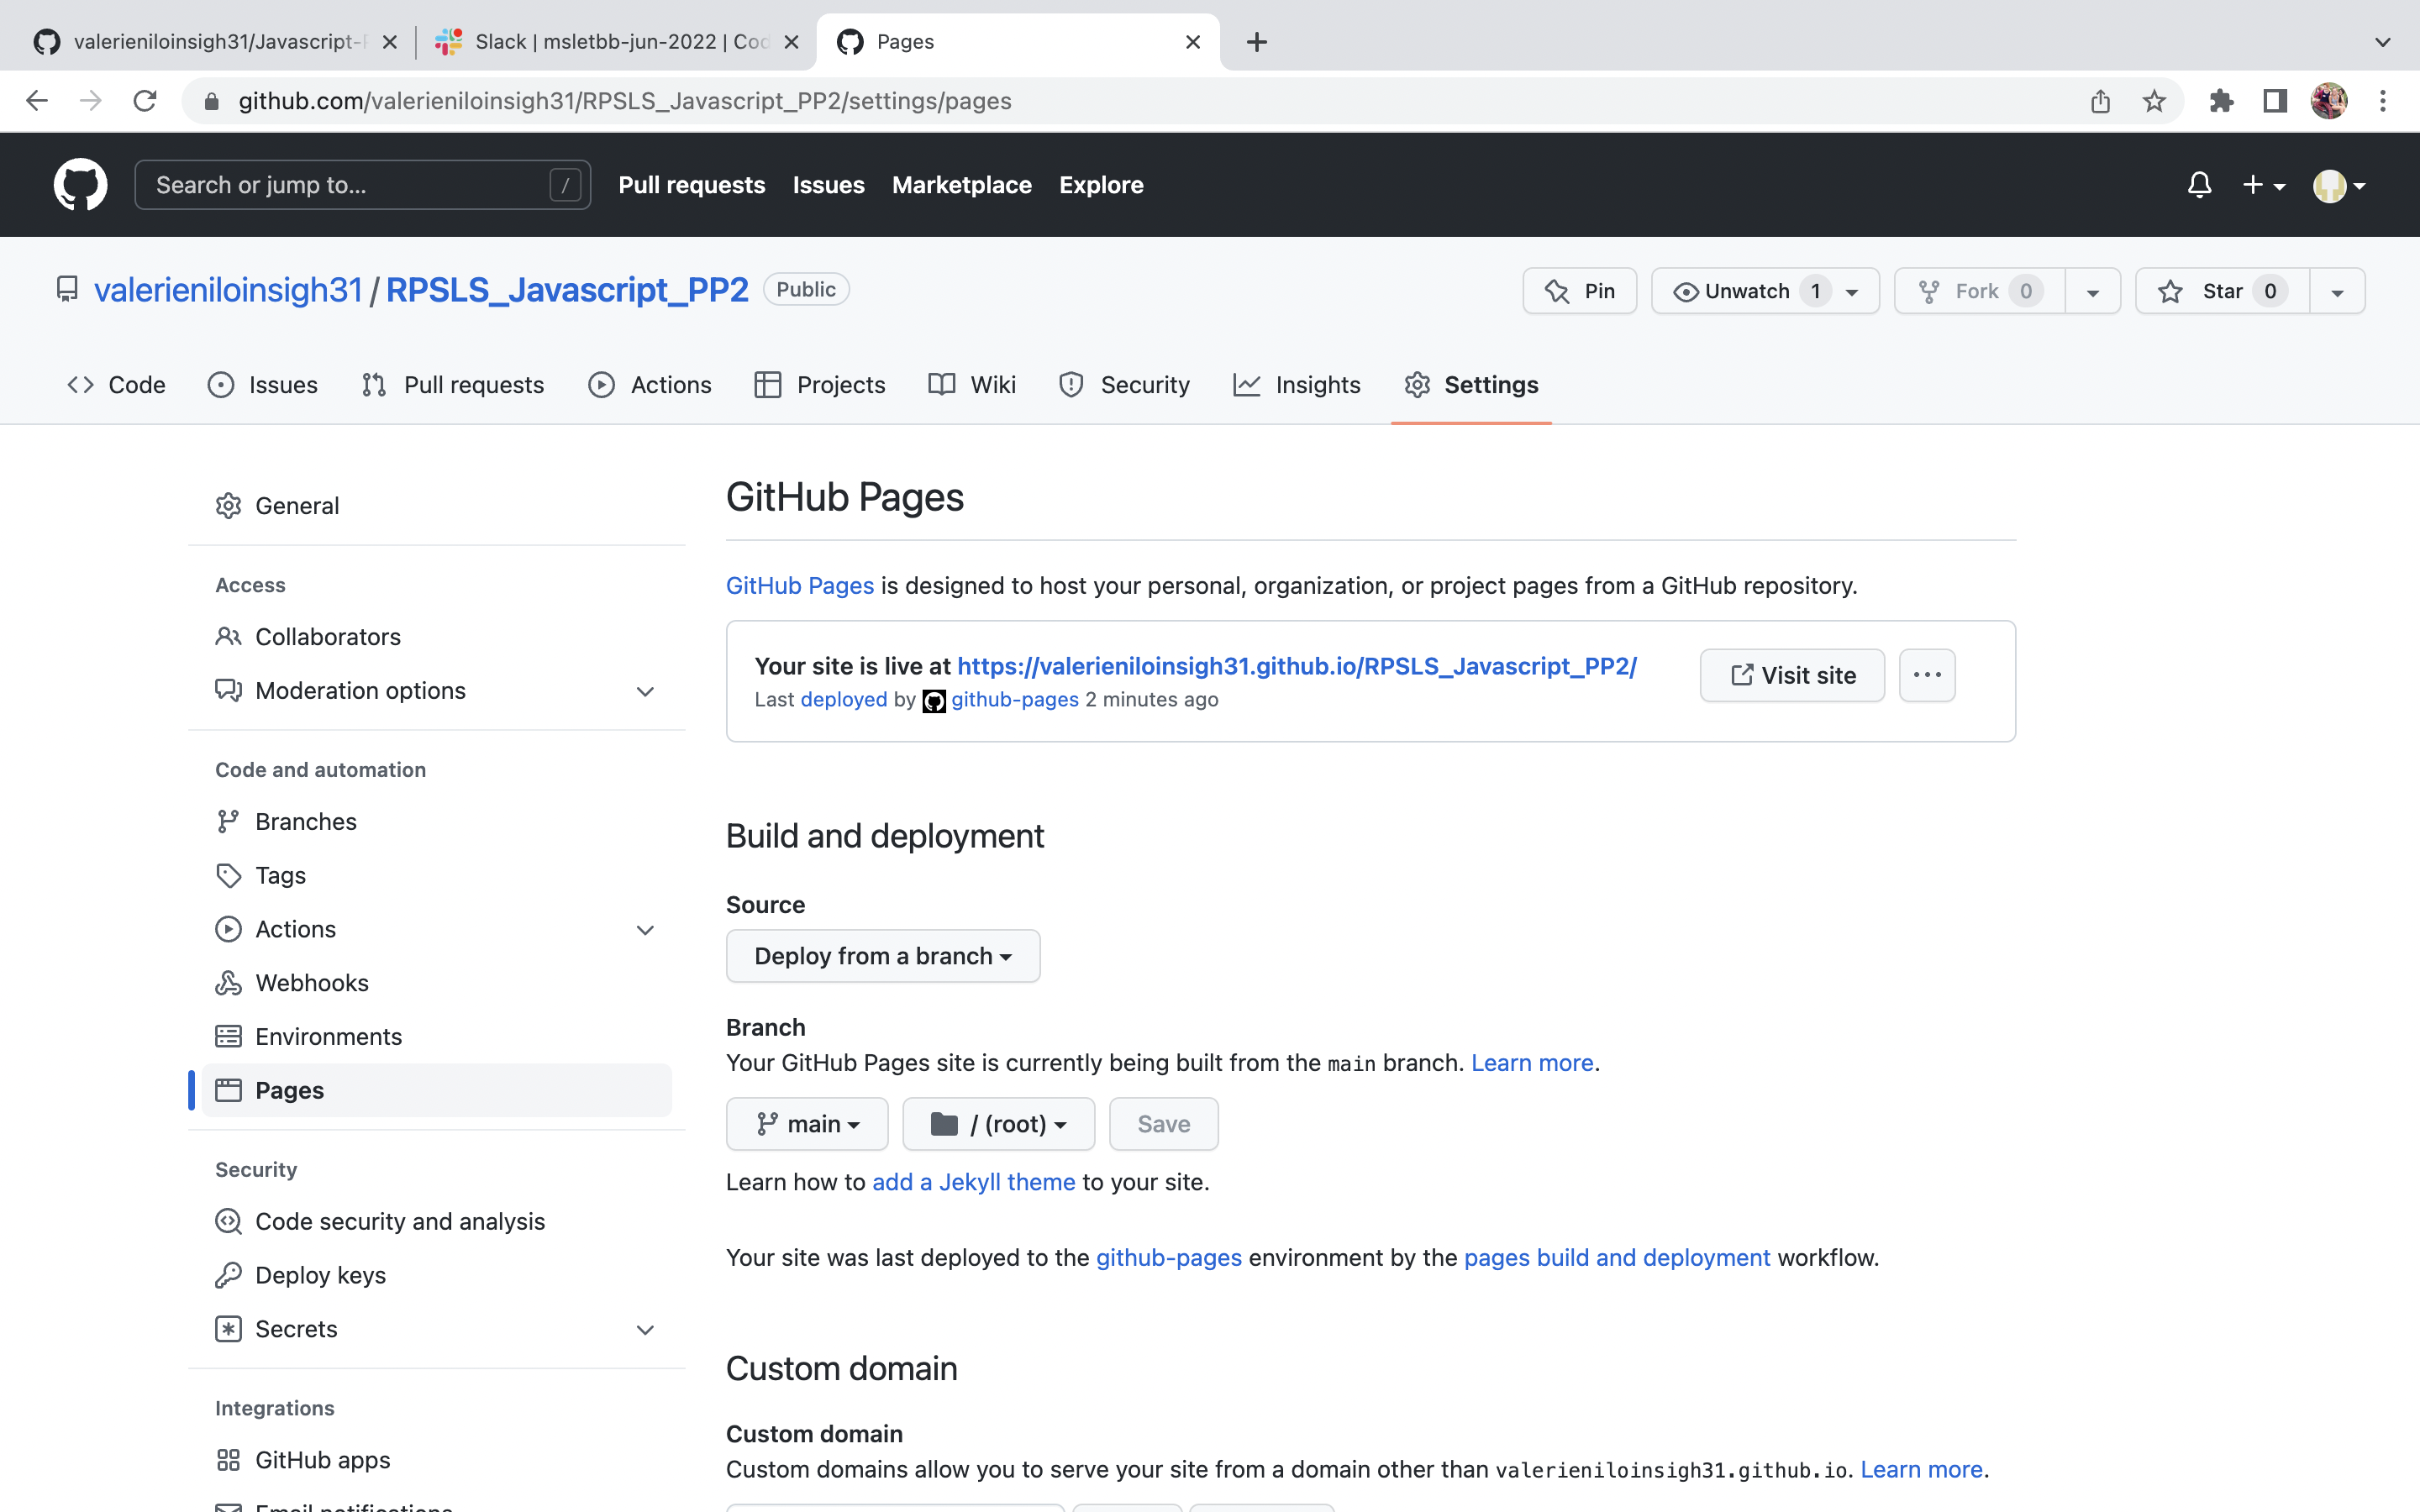 valerieniloinsigh31/Javascript-
Slack | msletbb-jun-2022 | Cod
Pages
github.com/valerieniloinsigh31/RPSLS_Javascript_PP2/settings/pages
Search or jump to...
/
Pull requests
Issues
Marketplace
Explore
valerieniloinsigh31 / RPSLS_Javascript_PP2
Public
Pin
Unwatch 1
Fork 0
Star 0
Code
Issues
Pull requests
Actions
Projects
Wiki
Security
Insights
Settings
General
Access
Collaborators
Moderation options
Code and automation
Branches
Tags
Actions
Webhooks
Environments
Pages
Security
Code security and analysis
Deploy keys
Secrets
Integrations
GitHub apps
Email notifications
GitHub Pages
GitHub Pages is designed to host your personal, organization, or project pages from a GitHub repository.
Your site is live at https://valerieniloinsigh31.github.io/RPSLS_Javascript_PP2/
Last deployed by github-pages 2 minutes ago
Visit site
Build and deployment
Source
Deploy from a branch
Branch
Your GitHub Pages site is currently being built from the main branch. Learn more.
main
/ (root)
Save
Learn how to add a Jekyll theme to your site.
Your site was last deployed to the github-pages environment by the pages build and deployment workflow.
Custom domain
Custom domain
Custom domains allow you to serve your site from a domain other than valerieniloinsigh31.github.io. Learn more.